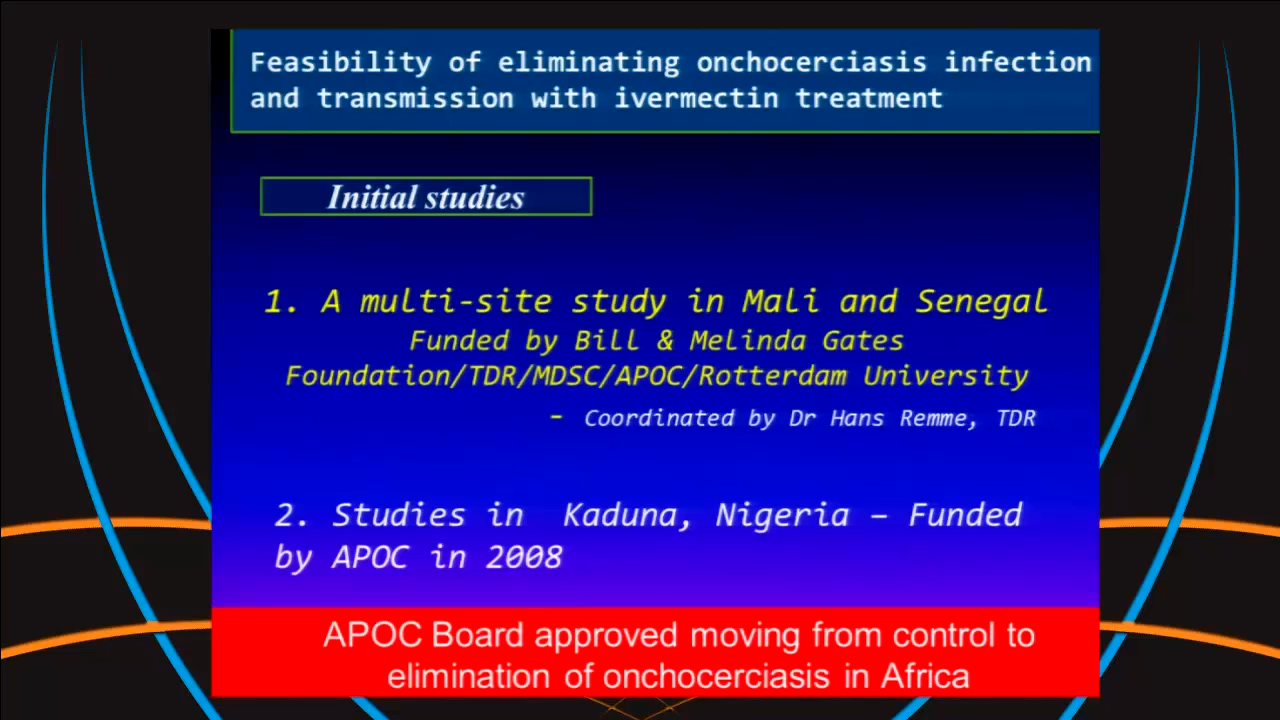 Feasibility of eliminating onchocerciasis infection
and transmission with ivermectin treatment
Initial studies
1. A multi-site study in Mali and Senegal
Funded by Bill & Melinda Gates
Foundation/TDR/MDSC/APOC/Rotterdam University
- Coordinated by Dr Hans Remme, TDR
2. Studies in Kaduna, Nigeria – Funded
by APOC in 2008
APOC Board approved moving from control to
elimination of onchocerciasis in Africa